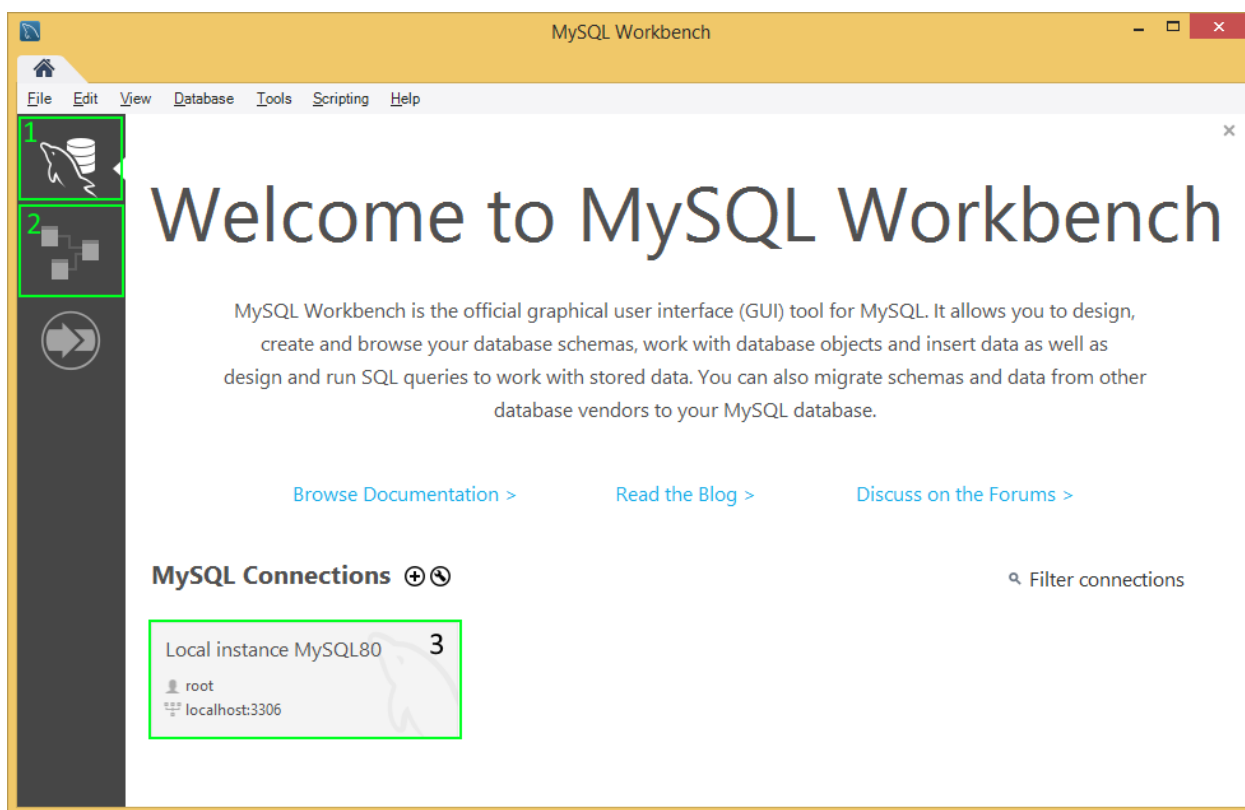 MySQL Workbench
File Edit View Database Tools Scripting Help
1
2
Welcome to MySQL Workbench
MySQL Workbench is the official graphical user interface (GUI) tool for MySQL. It allows you to design,
create and browse your database schemas, work with database objects and insert data as well as
design and run SQL queries to work with stored data. You can also migrate schemas and data from other
database vendors to your MySQL database.
Browse Documentation > Read the Blog > Discuss on the Forums >
MySQL Connections
Filter connections
Local instance MySQL80 3
root
localhost:3306